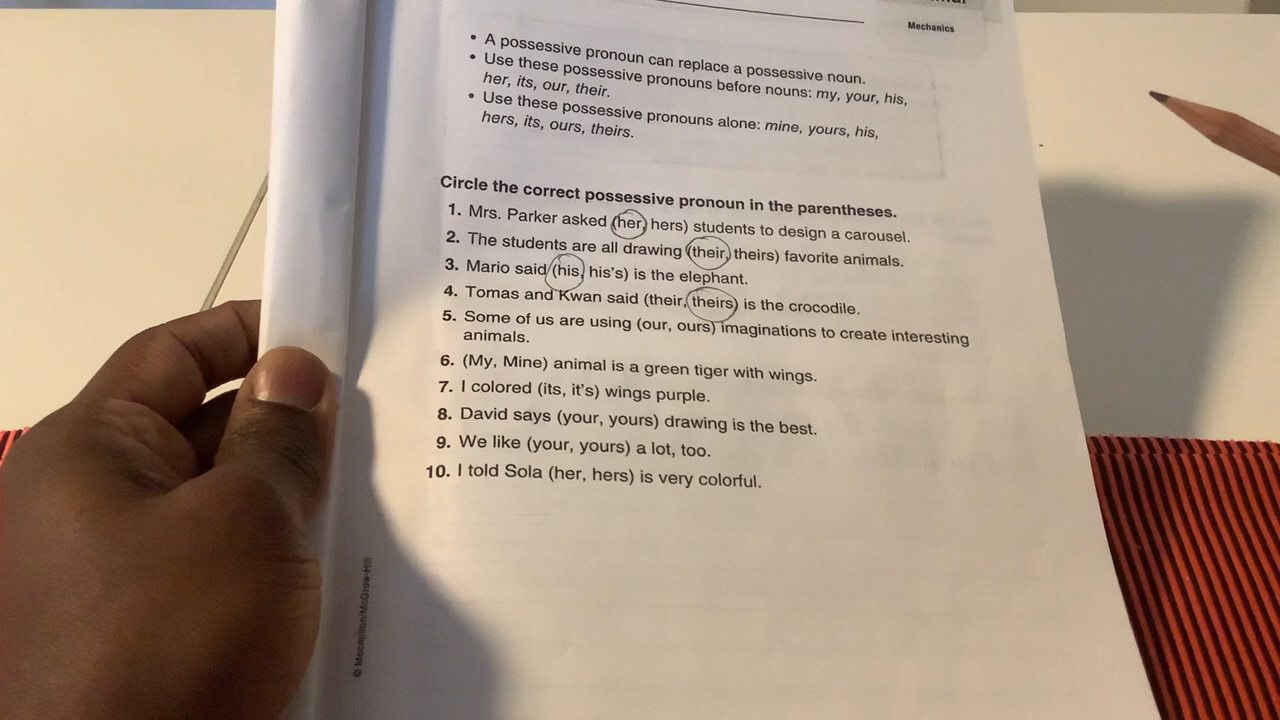 Mechanics
• A possessive pronoun can replace a possessive noun.
• Use these possessive pronouns before nouns: my, your, his,
her, its, our, their.
• Use these possessive pronouns alone: mine, yours, his,
hers, its, ours, theirs.
Circle the correct possessive pronoun in the parentheses.
1. Mrs. Parker asked (her, hers) students to design a carousel.
2. The students are all drawing (their, theirs) favorite animals.
3. Mario said (his, his's) is the elephant.
4. Tomas and Kwan said (their, theirs) is the crocodile.
5. Some of us are using (our, ours) imaginations to create interesting
animals.
6. (My, Mine) animal is a green tiger with wings.
7. I colored (its, it's) wings purple.
8. David says (your, yours) drawing is the best.
9. We like (your, yours) a lot, too.
10. I told Sola (her, hers) is very colorful.
© Macmillan/McGraw-Hill